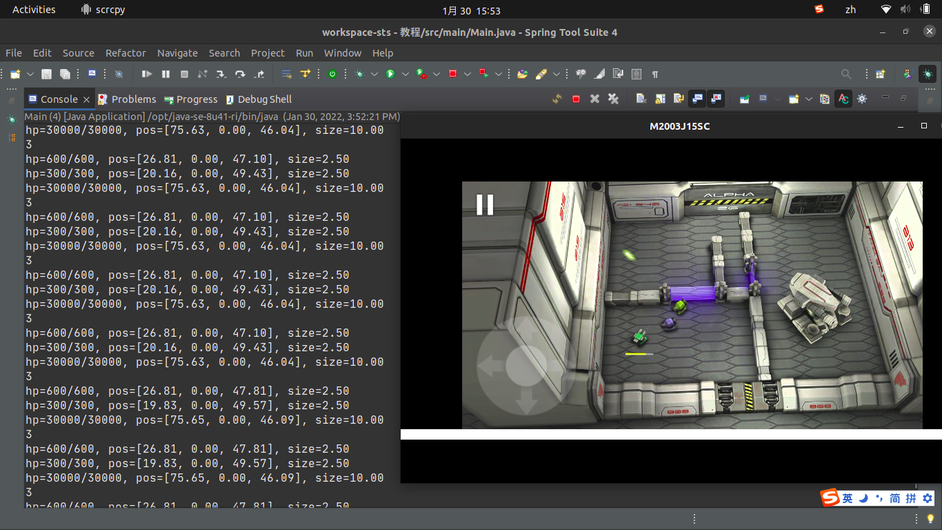 Activities
scrcpy
1月 30 15:53
zh
workspace-sts - 教程/src/main/Main.java - Spring Tool Suite 4
File Edit Source Refactor Navigate Search Project Run Window Help
Console
Problems
Progress
Debug Shell
Main (4) [Java Application] /opt/java-se-8u41-ri/bin/java (Jan 30, 2022, 3:52:21 PM)
hp=30000/30000, pos=[75.63, 0.00, 46.04], size=10.00
3
hp=600/600, pos=[26.81, 0.00, 47.10], size=2.50
hp=300/300, pos=[20.16, 0.00, 49.43], size=2.50
hp=30000/30000, pos=[75.63, 0.00, 46.04], size=10.00
3
hp=600/600, pos=[26.81, 0.00, 47.10], size=2.50
hp=300/300, pos=[20.16, 0.00, 49.43], size=2.50
hp=30000/30000, pos=[75.63, 0.00, 46.04], size=10.00
3
hp=600/600, pos=[26.81, 0.00, 47.10], size=2.50
hp=300/300, pos=[20.16, 0.00, 49.43], size=2.50
hp=30000/30000, pos=[75.63, 0.00, 46.04], size=10.00
3
hp=600/600, pos=[26.81, 0.00, 47.10], size=2.50
hp=300/300, pos=[20.16, 0.00, 49.43], size=2.50
hp=30000/30000, pos=[75.63, 0.00, 46.04], size=10.00
3
hp=600/600, pos=[26.81, 0.00, 47.81], size=2.50
hp=300/300, pos=[19.83, 0.00, 49.57], size=2.50
hp=30000/30000, pos=[75.65, 0.00, 46.09], size=10.00
3
hp=600/600, pos=[26.81, 0.00, 47.81], size=2.50
hp=300/300, pos=[19.83, 0.00, 49.57], size=2.50
hp=30000/30000, pos=[75.65, 0.00, 46.09], size=10.00
3
hp=600/600, pos=[26.81, 0.00, 47.81], size=2.50
M2003J15SC
ALPHA
英 简 拼